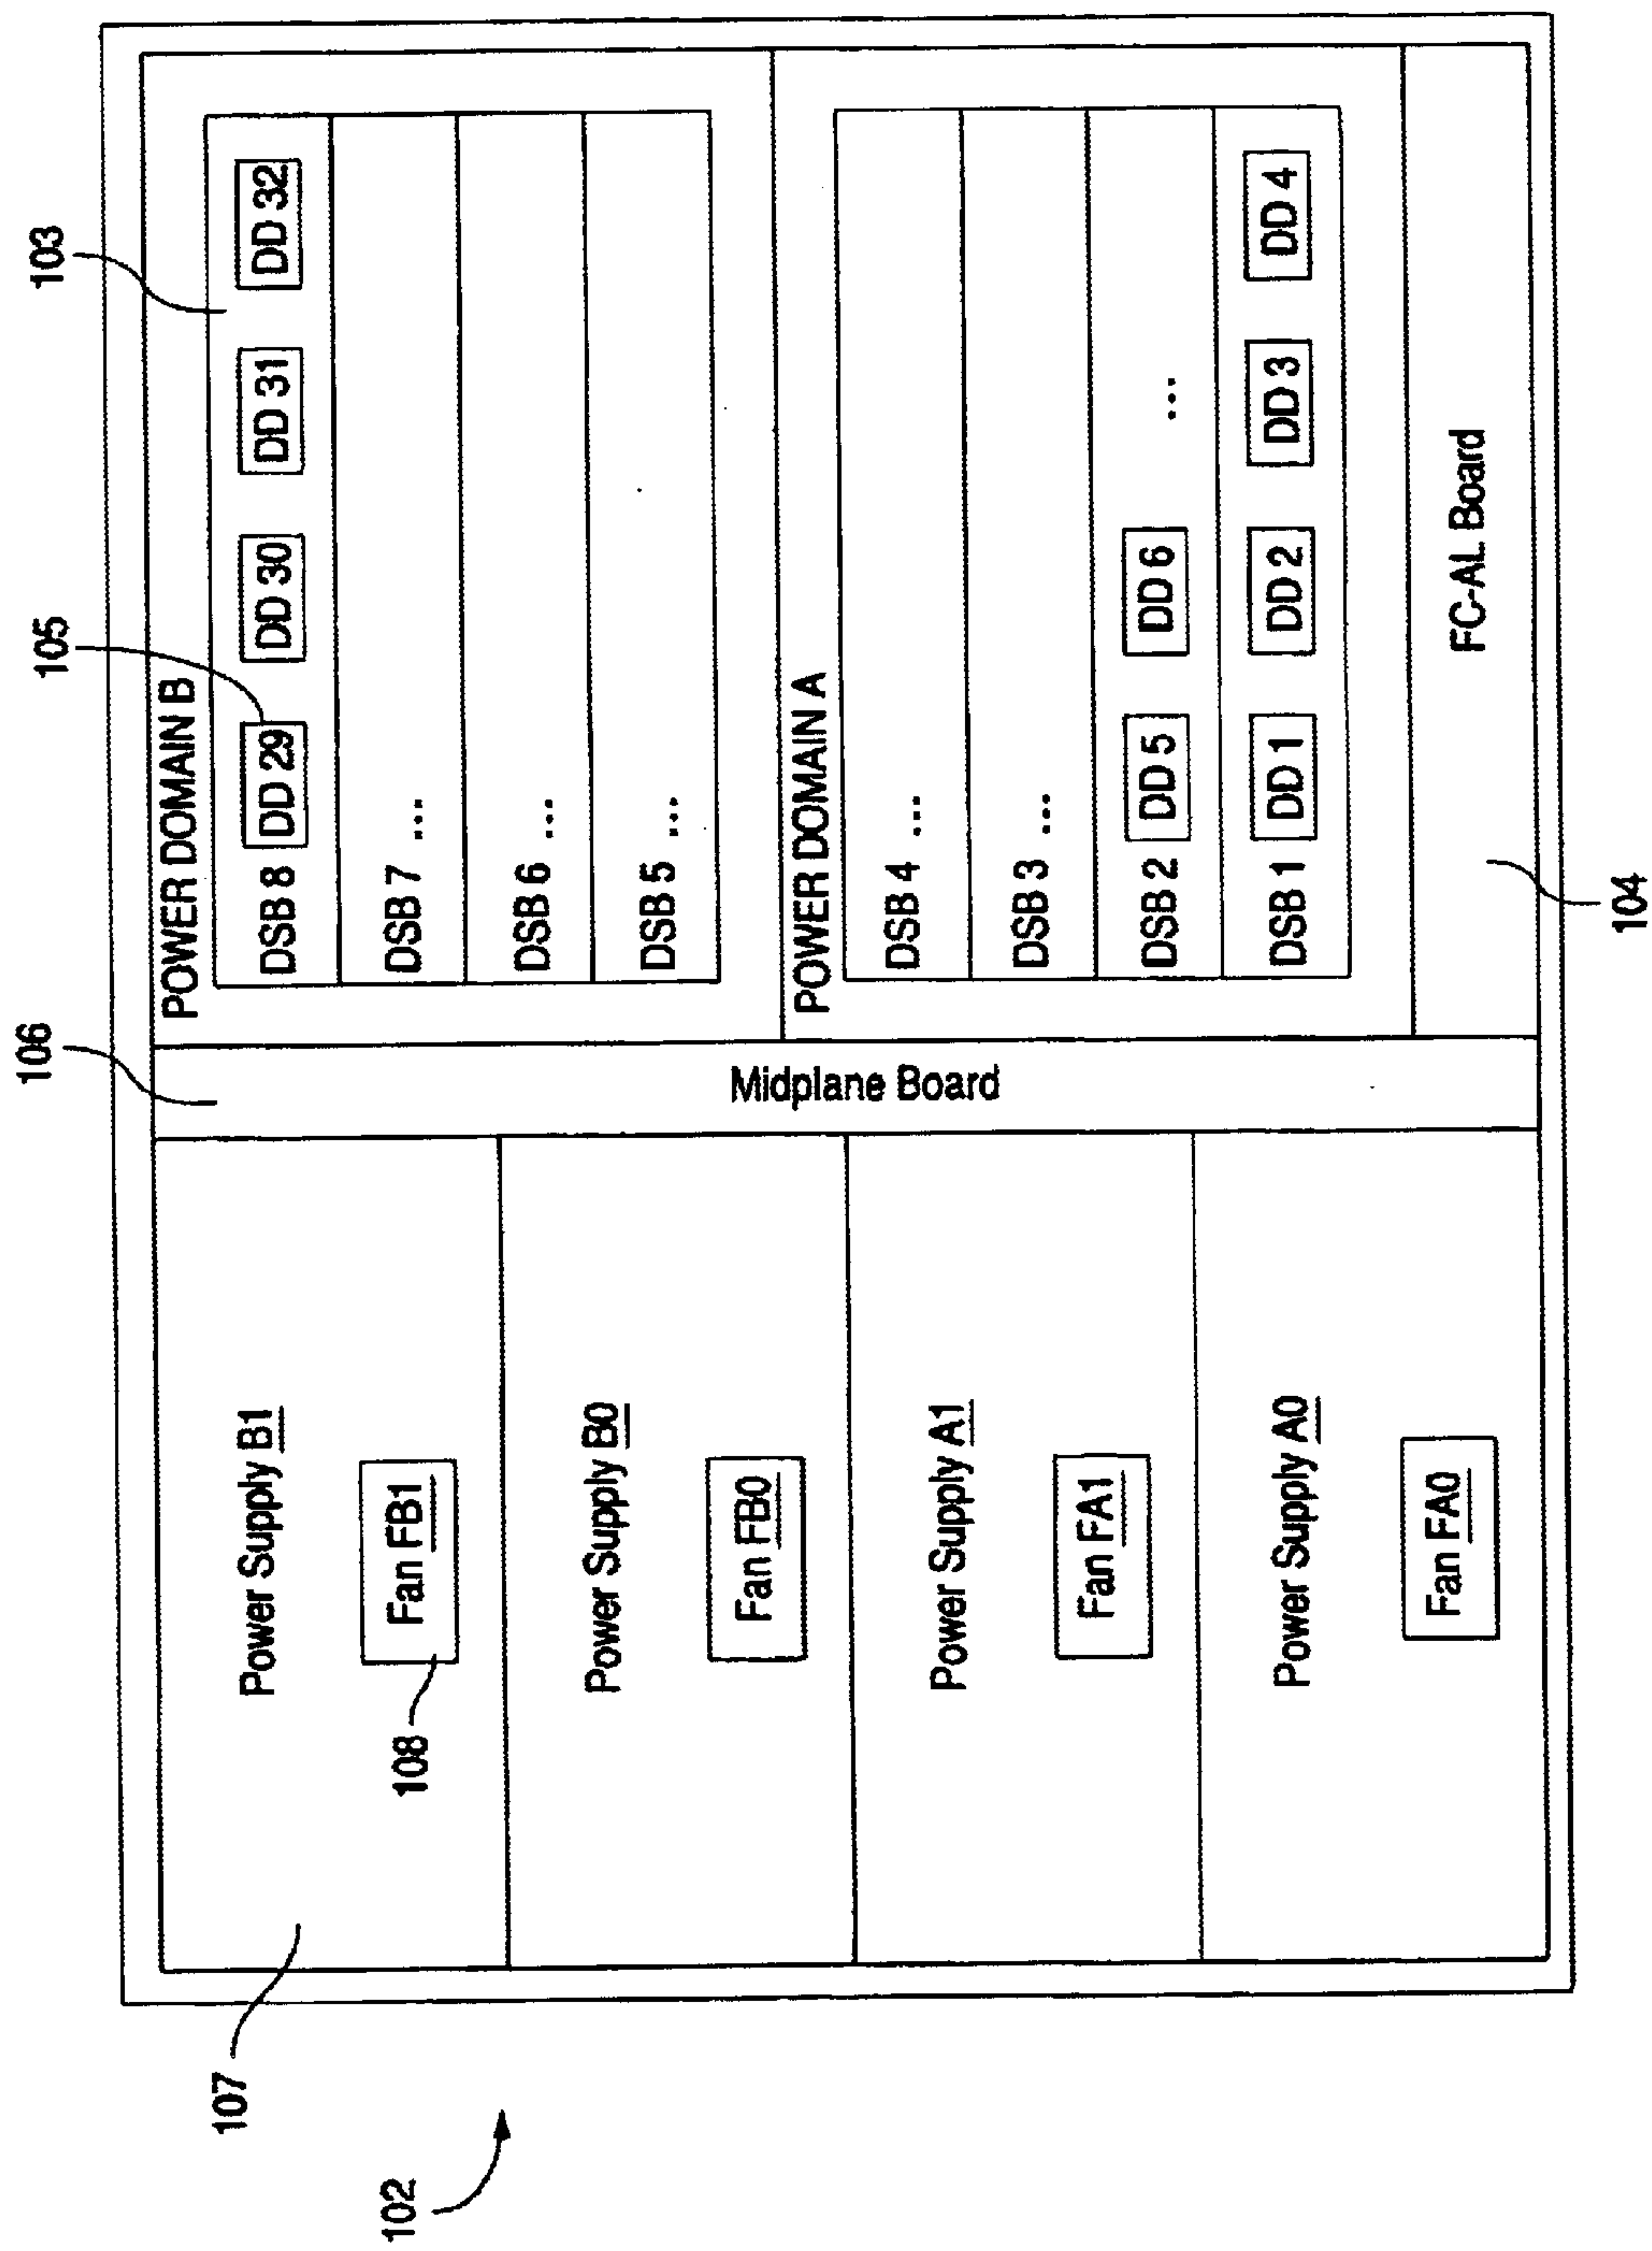 103
105
106
POWER DOMAIN B
DSB 8 DD 29 DD 30 DD 31 DD 32
DSB 7 ...
DSB 6 ...
DSB 5 ...
POWER DOMAIN A
DSB 4 ...
DSB 3 ...
DSB 2 DD 5 DD 6 ...
DSB 1 DD 1 DD 2 DD 3 DD 4
FC-AL Board
104
Midplane Board
Power Supply B1
Fan FB1
108
Power Supply B0
Fan FB0
Power Supply A1
Fan FA1
Power Supply A0
Fan FA0
107
102